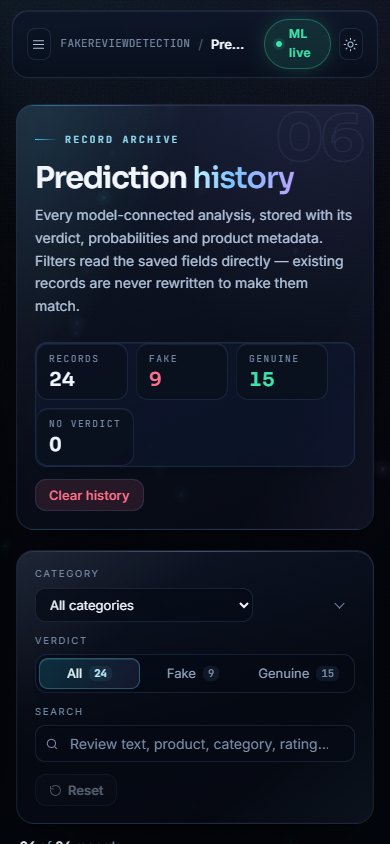 FAKEREVIEWDETECTION / Pre...
ML
live
06
RECORD ARCHIVE
Prediction history
Every model-connected analysis, stored with its
verdict, probabilities and product metadata.
Filters read the saved fields directly — existing
records are never rewritten to make them
match.
RECORDS
24
FAKE
9
GENUINE
15
NO VERDICT
0
Clear history
CATEGORY
All categories
VERDICT
All 24
Fake 9
Genuine 15
SEARCH
Review text, product, category, rating...
Reset